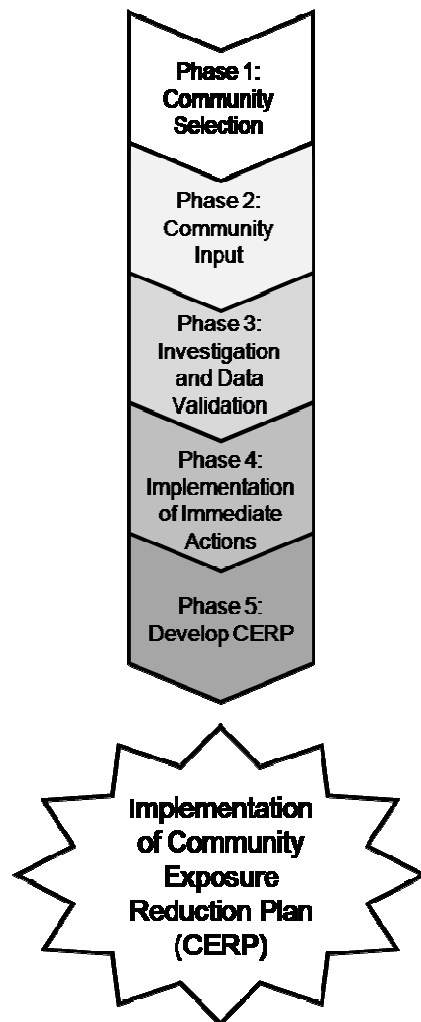 Phase 1:
Community
Selection
Phase 2:
Community
Input
Phase 3:
Investigation
and Data
Validation
Phase 4:
Implementation
of Immediate
Actions
Phase 5:
Develop CERP
Implementation
of Community
Exposure
Reduction Plan
(CERP)